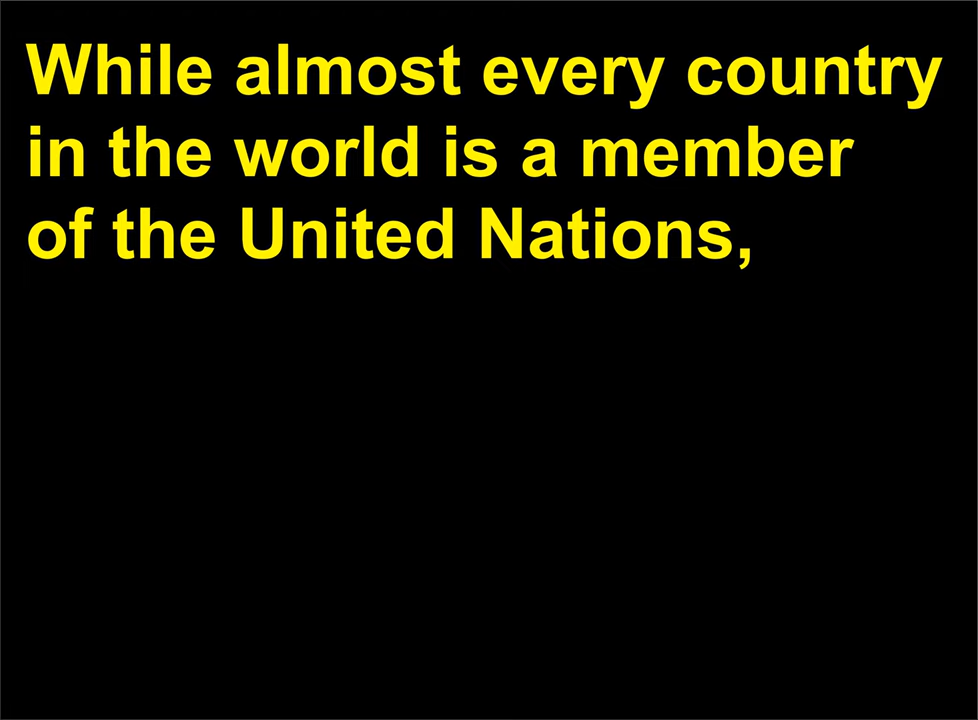 While almost every country
in the world is a member
of the United Nations,